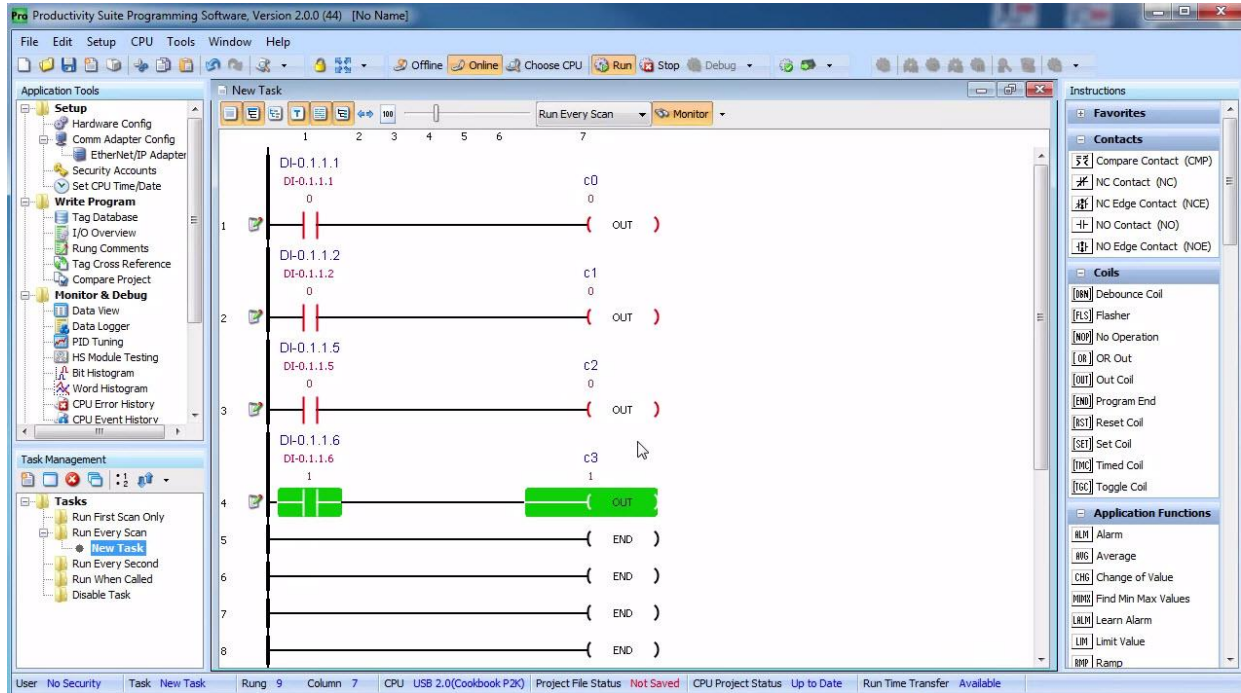 Pro Productivity Suite Programming Software, Version 2.0.0 (44) [No Name]
File Edit Setup CPU Tools Window Help
Offline Online Choose CPU Run Stop Debug
Application Tools
Setup
Hardware Config
Comm Adapter Config
EtherNet/IP Adapter
Security Accounts
Set CPU Time/Date
Write Program
Tag Database
I/O Overview
Rung Comments
Tag Cross Reference
Compare Project
Monitor & Debug
Data View
Data Logger
PID Tuning
HS Module Testing
Bit Histogram
Word Histogram
CPU Error History
CPU Event History
Task Management
Tasks
Run First Scan Only
Run Every Scan
New Task
Run Every Second
Run When Called
Disable Task
New Task
100 Run Every Scan Monitor
1 2 3 4 5 6 7
DI-0.1.1.1
DI-0.1.1.1 c0
0 0
1 OUT
DI-0.1.1.2
DI-0.1.1.2 c1
0 0
2 OUT
DI-0.1.1.5
DI-0.1.1.5 c2
0 0
3 OUT
DI-0.1.1.6
DI-0.1.1.6 c3
1 1
4 OUT
5 END
6 END
7 END
8 END
Instructions
Favorites
Contacts
Compare Contact (CMP)
NC Contact (NC)
NC Edge Contact (NCE)
NO Contact (NO)
NO Edge Contact (NOE)
Coils
[DBN] Debounce Coil
[FLS] Flasher
[NOP] No Operation
[OR] OR Out
[OUT] Out Coil
[END] Program End
[RST] Reset Coil
[SET] Set Coil
[TMC] Timed Coil
[TGC] Toggle Coil
Application Functions
ALM Alarm
AVG Average
CHG Change of Value
Find Min Max Values
LALM Learn Alarm
LIM Limit Value
RMP Ramp
User No Security Task New Task Rung 9 Column 7 CPU USB 2.0(Cookbook P2K) Project File Status Not Saved CPU Project Status Up to Date Run Time Transfer Available